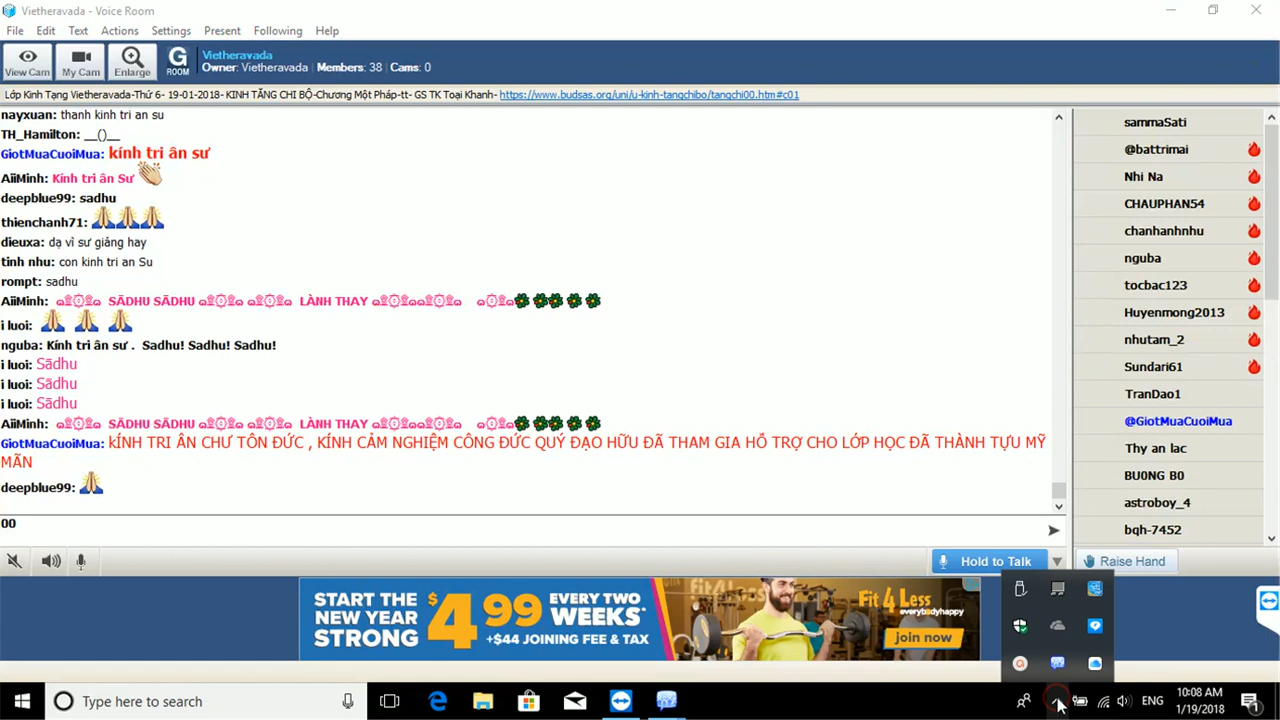 Vietheravada - Voice Room
File Edit Text Actions Settings Present Following Help
View Cam
My Cam
Enlarge
G
ROOM
Vietheravada
Owner: Vietheravada | Members: 38 | Cams: 0
Lớp Kinh Tạng Vietheravada-Thứ 6- 19-01-2018- KINH TĂNG CHI BỘ-Chương Một Pháp-tt- GS TK Toại Khanh- https://www.budsas.org/uni/u-kinh-tangchibo/tangchi00.htm#c01
nayxuan: thanh kinh tri an su
TH_Hamilton: __()__
GiotMuaCuoiMua: kính tri ân sư
AiiMinh: Kính tri ân Sư
deepblue99: sadhu
thienchanh71:
dieuxa: dạ vì sư giảng hay
tinh nhu: con kinh tri an Su
rompt: sadhu
AiiMinh: SĀDHU SĀDHU LÀNH THAY
i luoi:
nguba: Kính tri ân sư . Sadhu! Sadhu! Sadhu!
i luoi: Sādhu
i luoi: Sādhu
i luoi: Sādhu
AiiMinh: SĀDHU SĀDHU LÀNH THAY
GiotMuaCuoiMua: KÍNH TRI ÂN CHƯ TÔN ĐỨC , KÍNH CẢM NGHIỆM CÔNG ĐỨC QUÝ ĐẠO HỮU ĐÃ THAM GIA HỖ TRỢ CHO LỚP HỌC ĐÃ THÀNH TỰU MỸ
MÃN
deepblue99:
00
sammaSati
@battrimai
Nhi Na
CHAUPHAN54
chanhanhnhu
nguba
tocbac123
Huyenmong2013
nhutam_2
Sundari61
TranDao1
@GiotMuaCuoiMua
Thy an lac
BU0NG B0
astroboy_4
bqh-7452
Hold to Talk
Raise Hand
START THE
NEW YEAR
STRONG
$4.99 EVERY TWO
WEEKS*
+$44 JOINING FEE & TAX
Fit 4 Less
everybodyhappy
join now
Type here to search
ENG
10:08 AM
1/19/2018
1